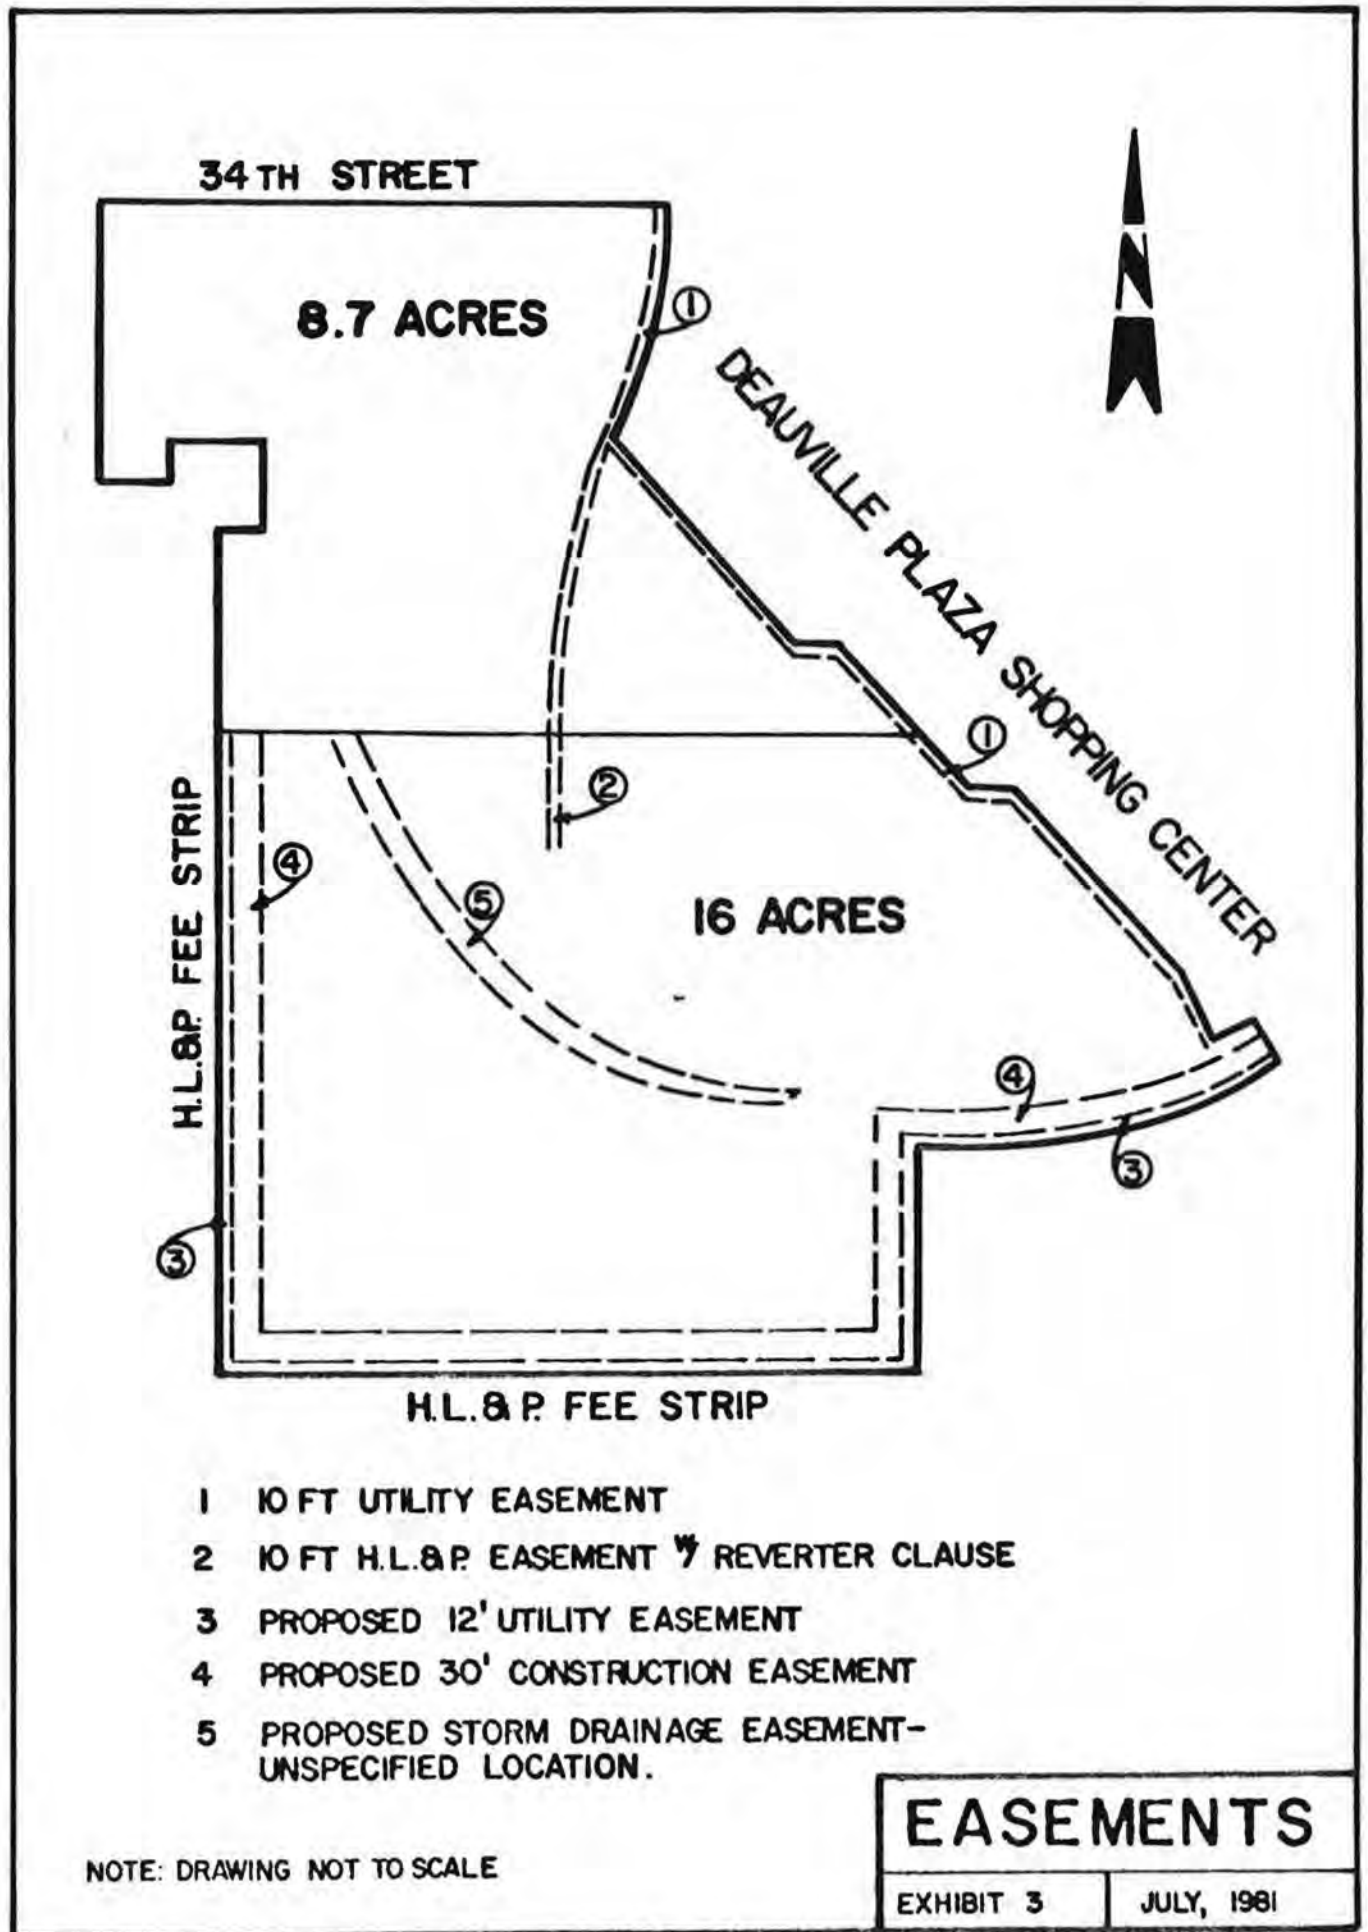 34TH STREET
8.7 ACRES
1
N
DEAUVILLE PLAZA SHOPPING CENTER
1
2
H.L.&P. FEE STRIP
4
5
16 ACRES
4
3
3
H.L.&P. FEE STRIP
1 10 FT UTILITY EASEMENT
2 10 FT H.L.&P. EASEMENT W/ REVERTER CLAUSE
3 PROPOSED 12' UTILITY EASEMENT
4 PROPOSED 30' CONSTRUCTION EASEMENT
5 PROPOSED STORM DRAINAGE EASEMENT-
UNSPECIFIED LOCATION.
EASEMENTS
NOTE: DRAWING NOT TO SCALE
EXHIBIT 3
JULY, 1981